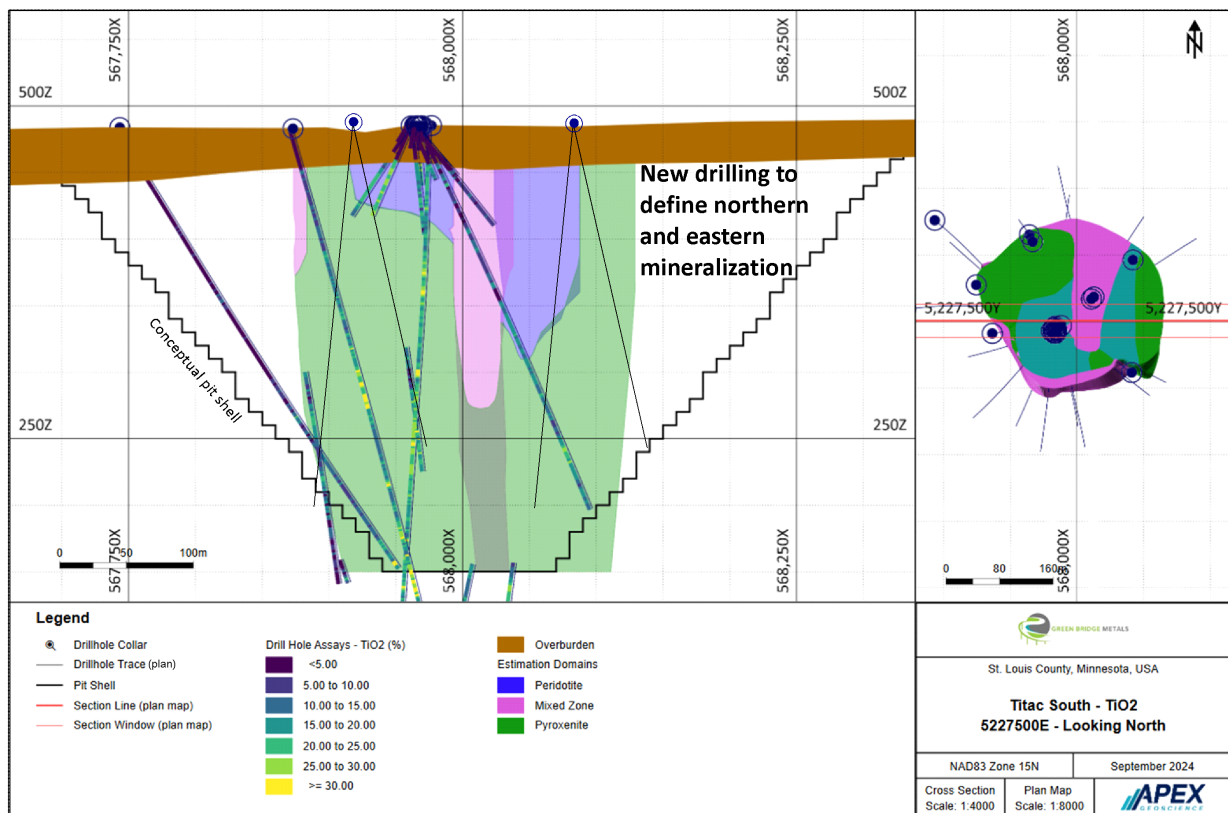 567,750X
568,000X
568,250X
500Z
500Z
New drilling to
define northern
and eastern
mineralization
Conceptual pit shell
250Z
250Z
0 50 100m
567,750X
568,000X
568,250X
568,000X
N
5,227,500Y
5,227,500Y
0 80 160m
568,000X
Legend
Drillhole Collar
Drillhole Trace (plan)
Pit Shell
Section Line (plan map)
Section Window (plan map)
Drill Hole Assays - TiO2 (%)
<5.00
5.00 to 10.00
10.00 to 15.00
15.00 to 20.00
20.00 to 25.00
25.00 to 30.00
>= 30.00
Overburden
Estimation Domains
Peridotite
Mixed Zone
Pyroxenite
GREEN BRIDGE METALS
St. Louis County, Minnesota, USA
Titac South - TiO2
5227500E - Looking North
NAD83 Zone 15N
September 2024
Cross Section
Scale: 1:4000
Plan Map
Scale: 1:8000
APEX
GEOSCIENCE